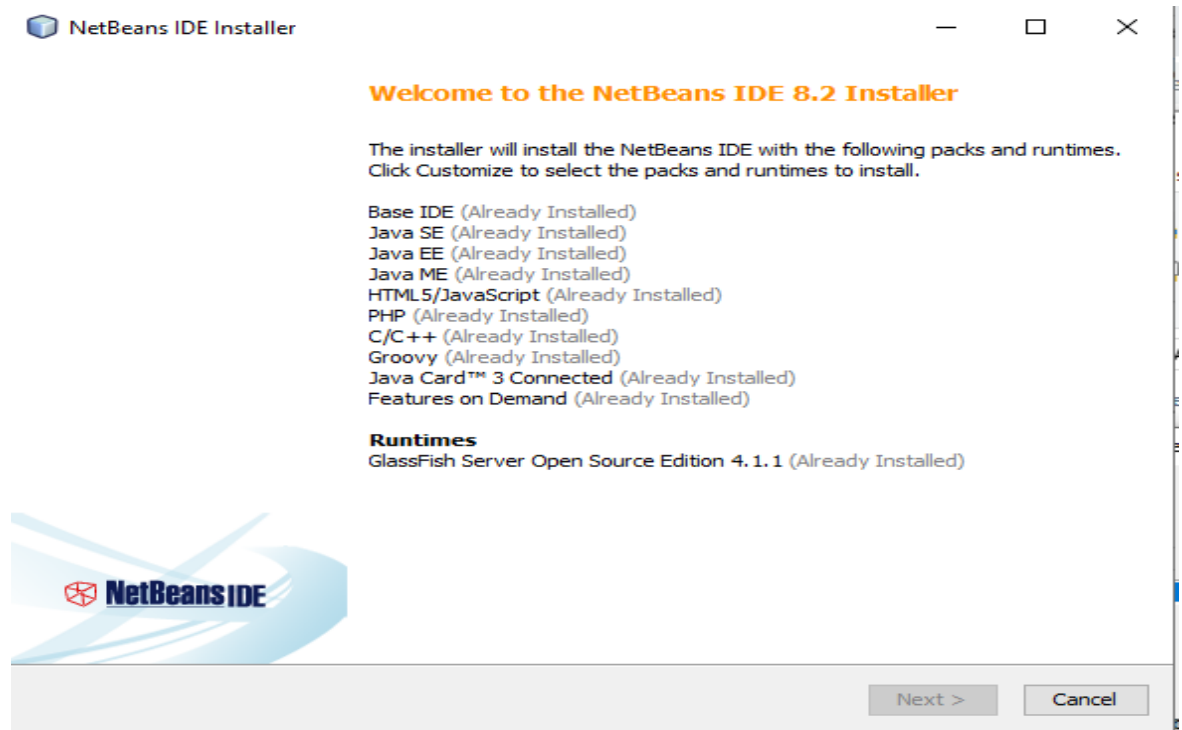 NetBeans IDE Installer
Welcome to the NetBeans IDE 8.2 Installer
The installer will install the NetBeans IDE with the following packs and runtimes.
Click Customize to select the packs and runtimes to install.
Base IDE (Already Installed)
Java SE (Already Installed)
Java EE (Already Installed)
Java ME (Already Installed)
HTML5/JavaScript (Already Installed)
PHP (Already Installed)
C/C++ (Already Installed)
Groovy (Already Installed)
Java Card™ 3 Connected (Already Installed)
Features on Demand (Already Installed)
Runtimes
GlassFish Server Open Source Edition 4.1.1 (Already Installed)
NetBeans IDE
Next >
Cancel